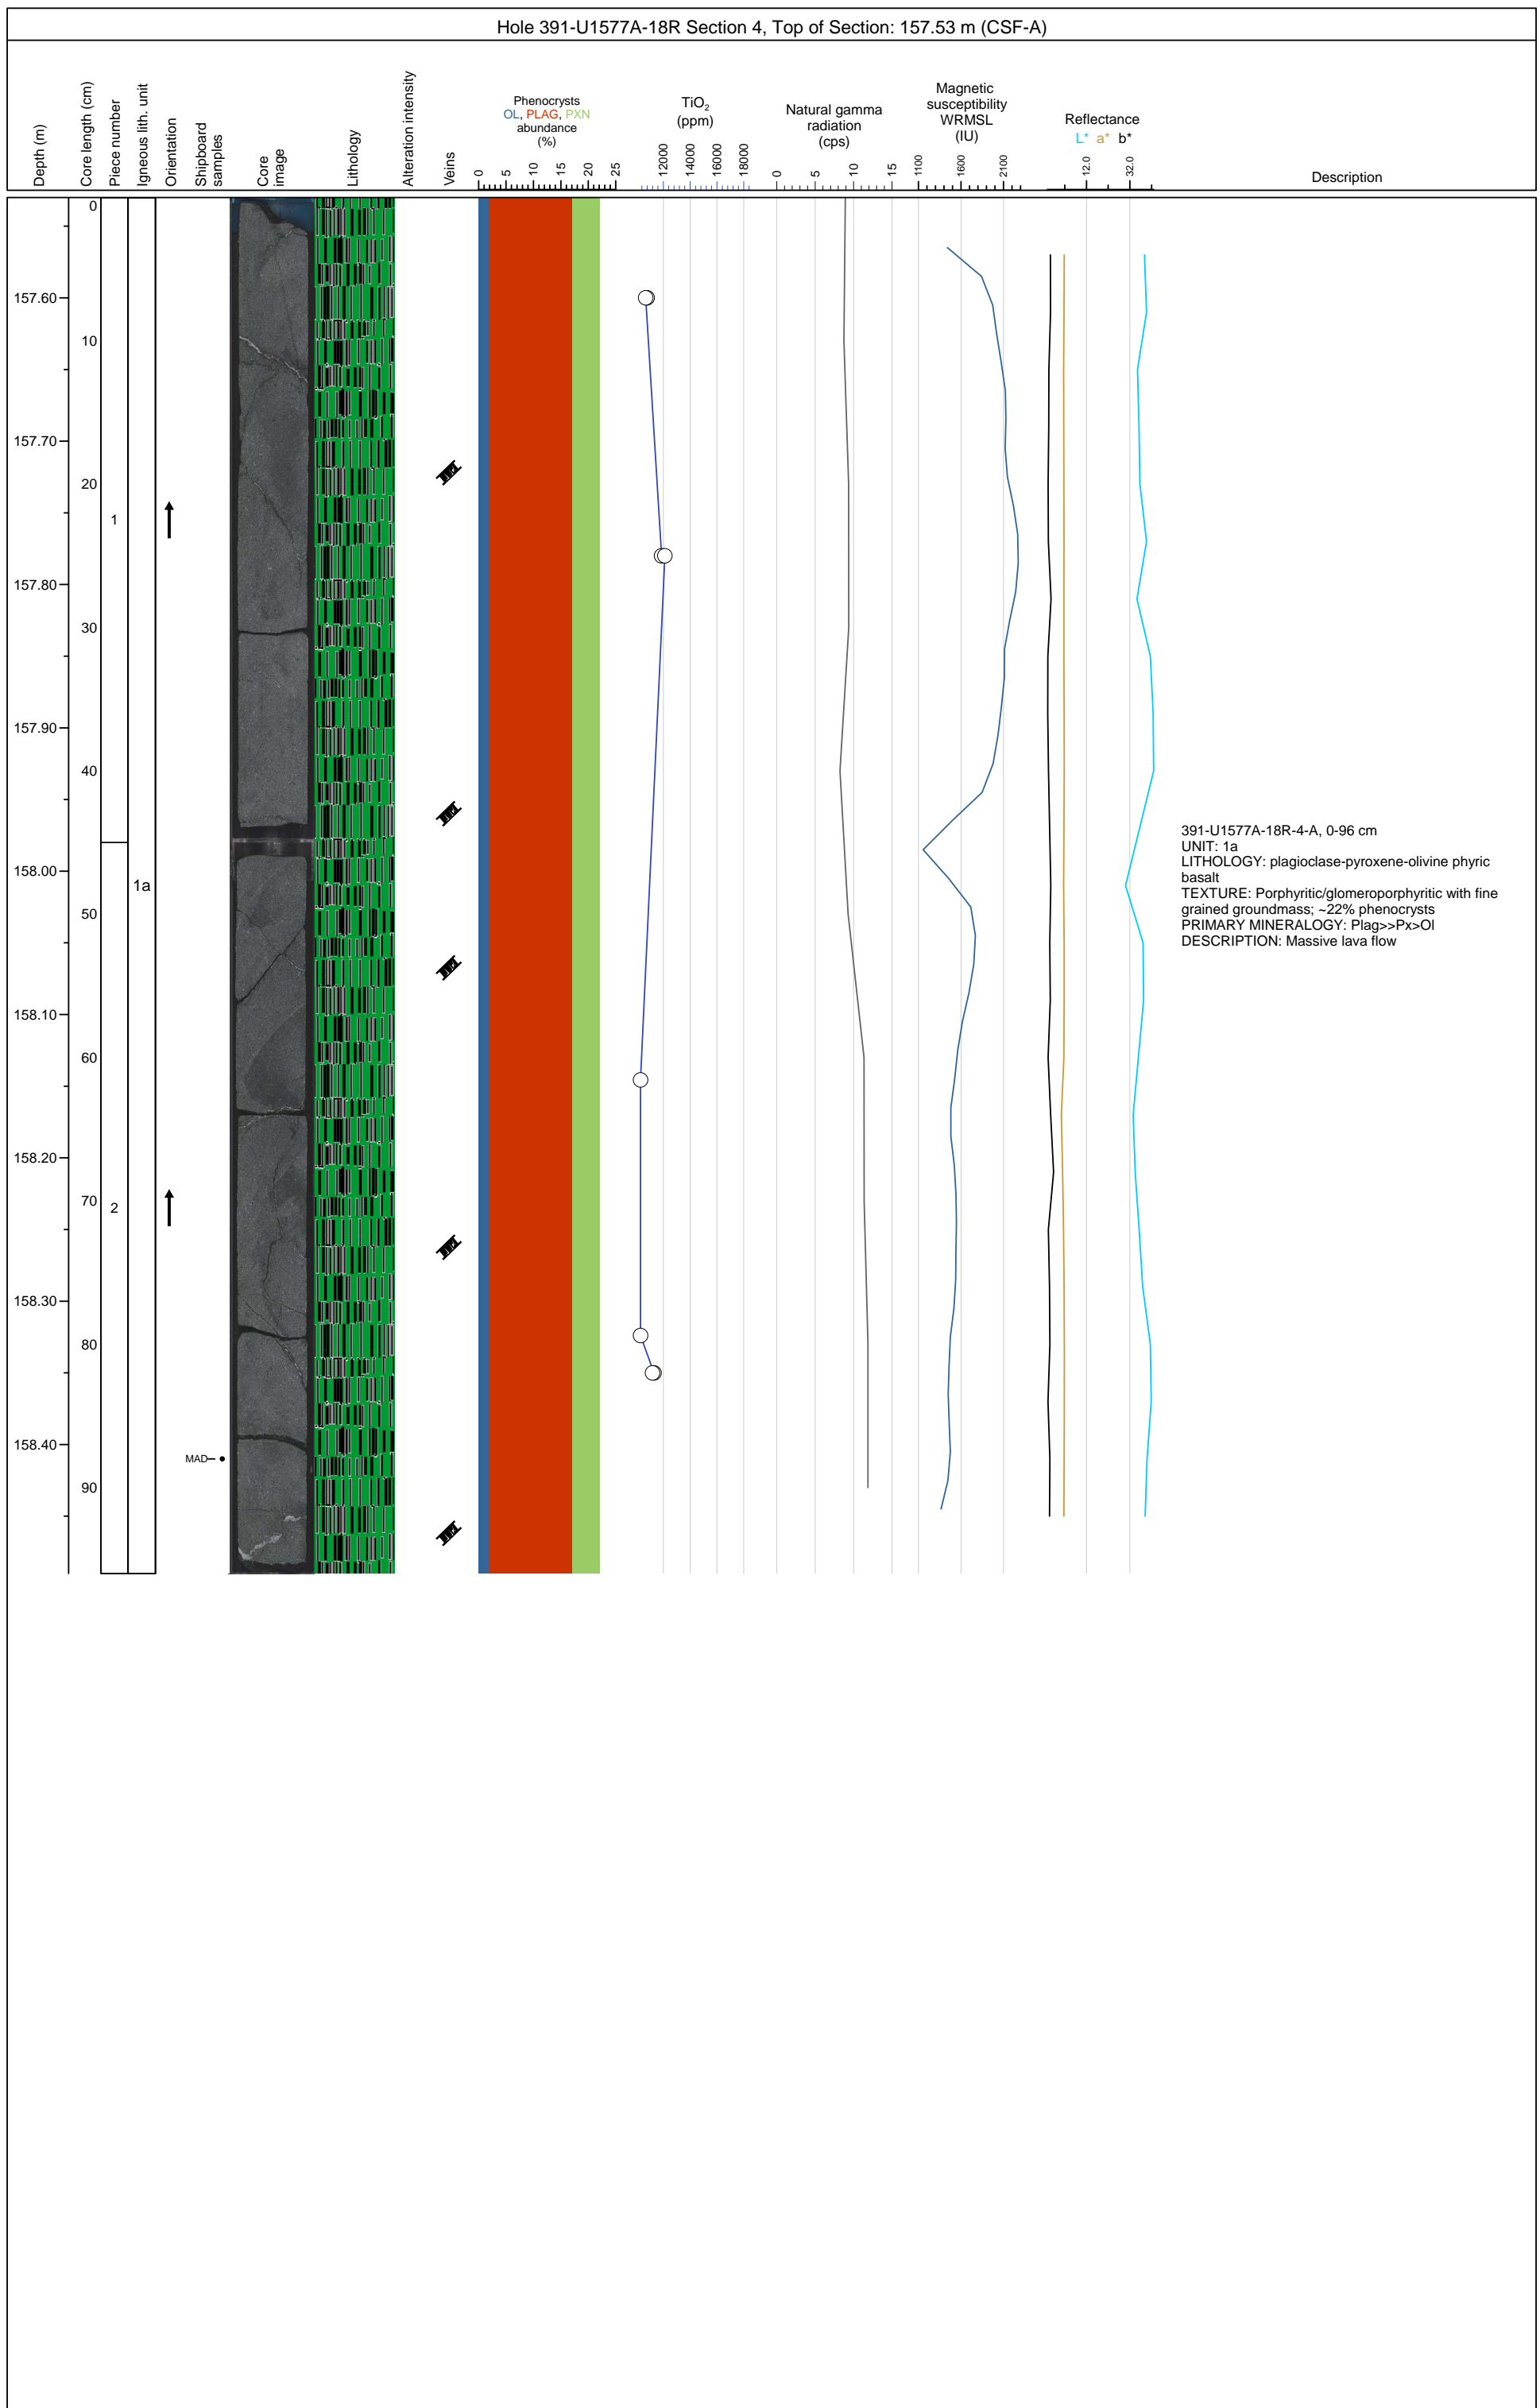 Hole 391-U1577A-18R Section 4, Top of Section: 157.53 m (CSF-A)
Depth (m)
Core length (cm)
Piece number
Igneous lith. unit
Orientation
Shipboard
samples
Core
image
Lithology
Alteration intensity
Veins
Phenocrysts
OL, PLAG, PXN
abundance
(%)
0
5
10
15
20
25
TiO₂
(ppm)
12000
14000
16000
18000
Natural gamma
radiation
(cps)
0
5
10
15
Magnetic
susceptibility
WRMSL
(IU)
1100
1600
2100
Reflectance
L* a* b*
12.0
32.0
Description
0
157.60
10
157.70
20
1
157.80
30
157.90
40
158.00
1a
50
158.10
60
158.20
70
2
158.30
80
158.40
MAD
90
391-U1577A-18R-4-A, 0-96 cm
UNIT: 1a
LITHOLOGY: plagioclase-pyroxene-olivine phyric
basalt
TEXTURE: Porphyritic/glomeroporphyritic with fine
grained groundmass; ~22% phenocrysts
PRIMARY MINERALOGY: Plag>>Px>Ol
DESCRIPTION: Massive lava flow